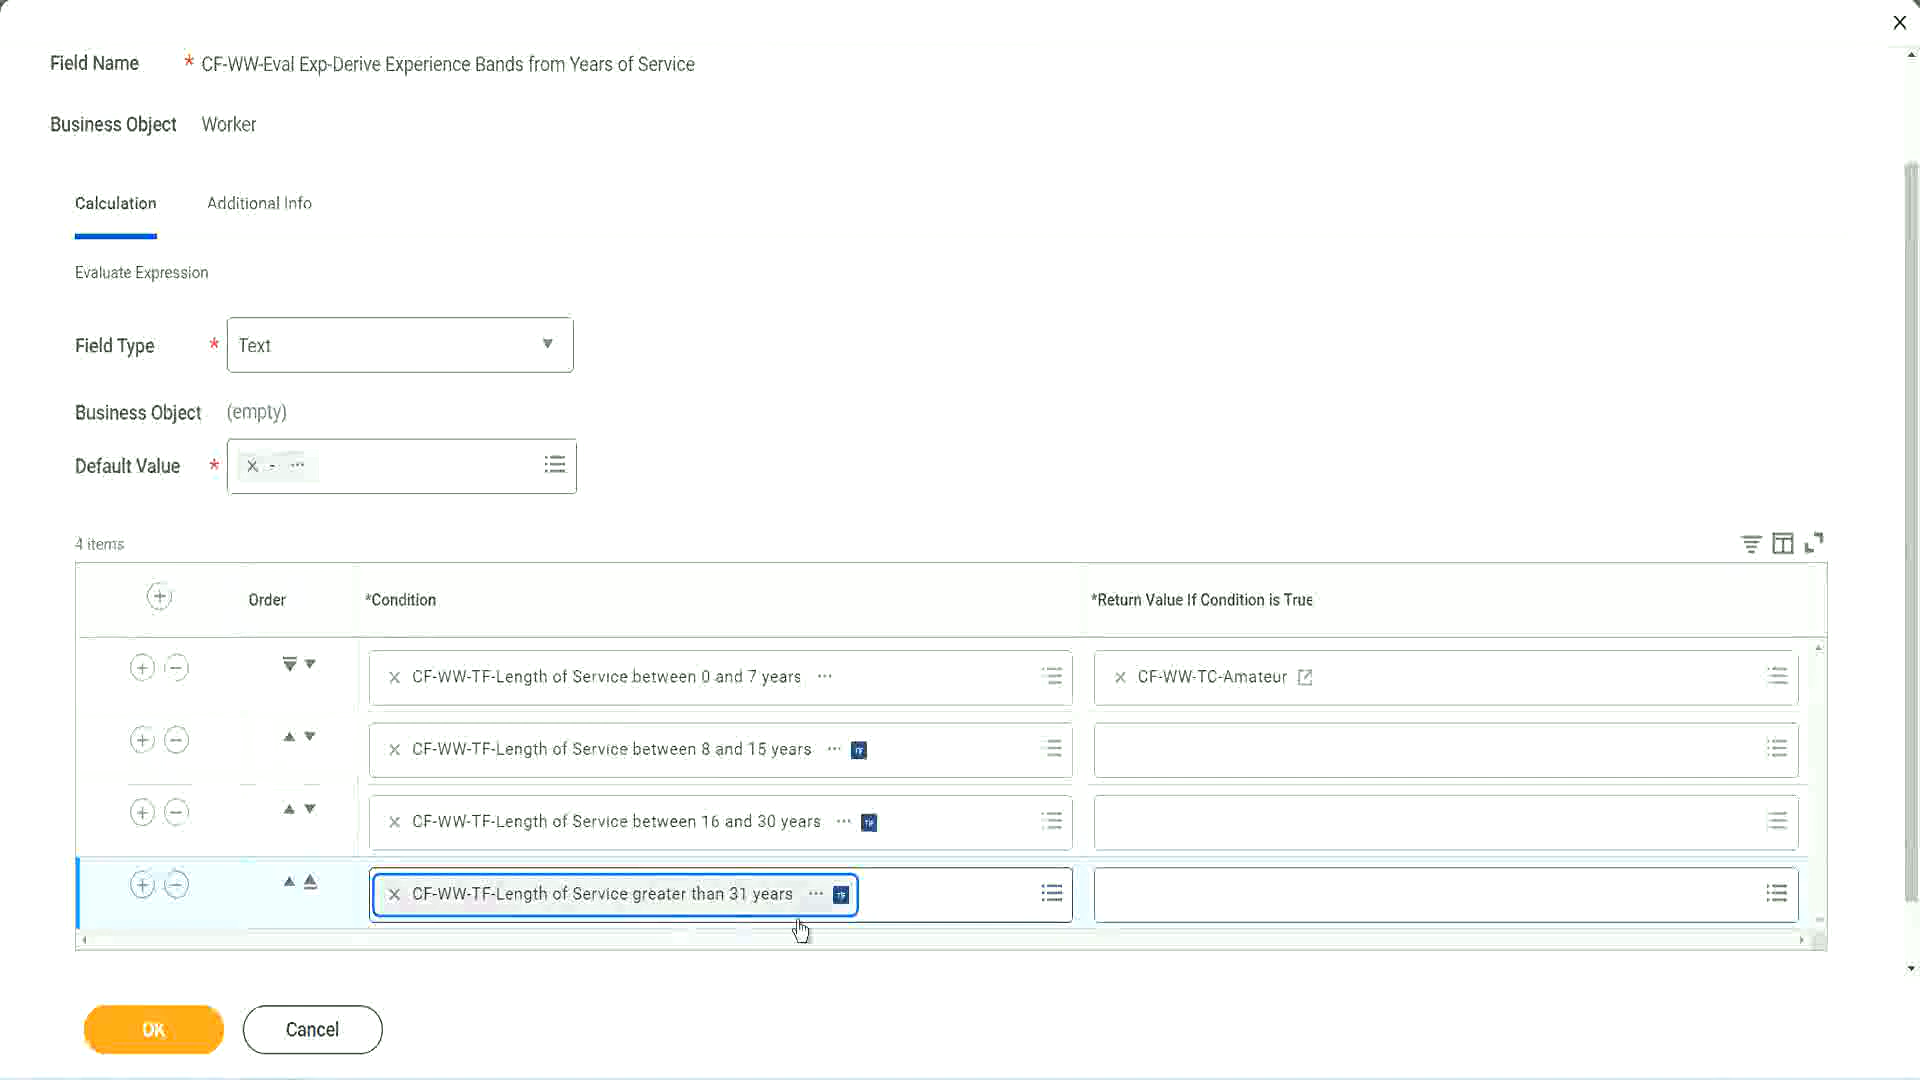 Field Name * CF-WW-Eval Exp-Derive Experience Bands from Years of Service
Business Object Worker
Calculation Additional Info
Evaluate Expression
Field Type * Text
Business Object (empty)
Default Value * -
4 items
Order *Condition *Return Value If Condition is True
CF-WW-TF-Length of Service between 0 and 7 years CF-WW-TC-Amateur
CF-WW-TF-Length of Service between 8 and 15 years
CF-WW-TF-Length of Service between 16 and 30 years
CF-WW-TF-Length of Service greater than 31 years
OK Cancel